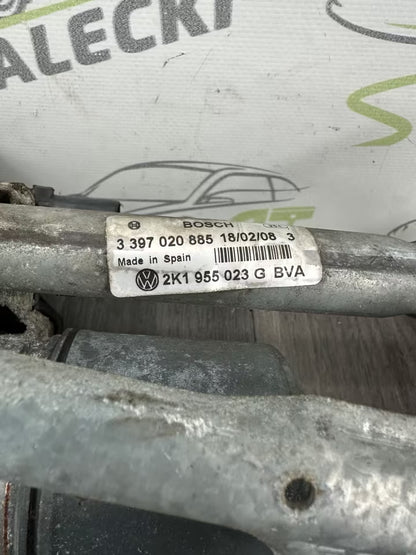 ALECKI
BOSCH
3 397 020 885 18/02/08 3
Made in Spain
2K1 955 023 G BVA